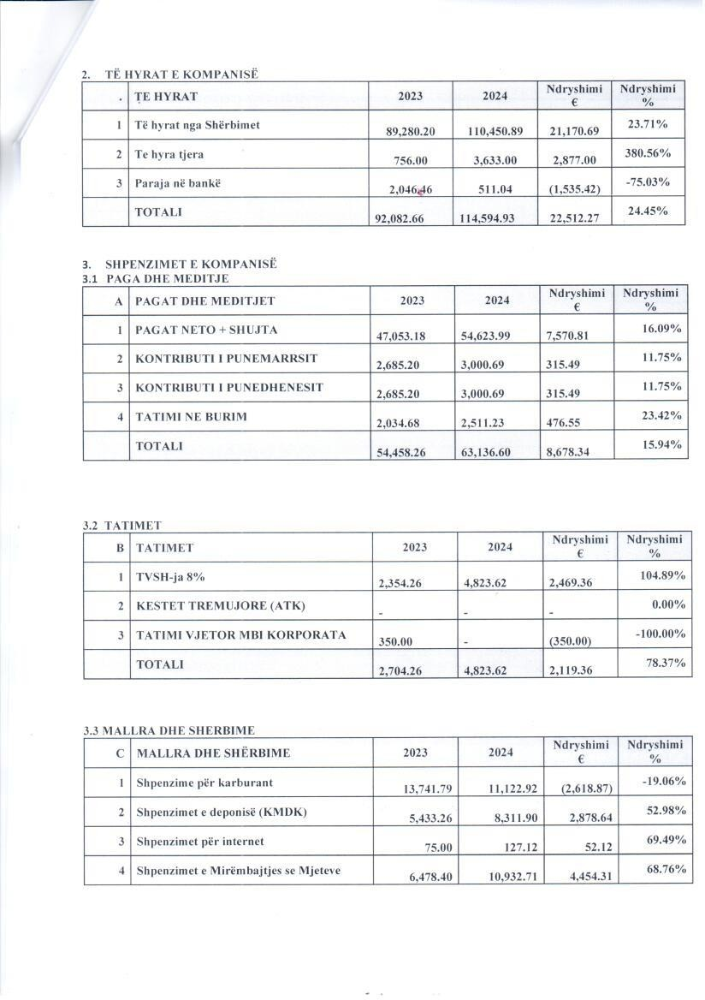 2. TË HYRAT E KOMPANISË
. TE HYRAT 2023 2024 Ndryshimi € Ndryshimi %
1 Të hyrat nga Shërbimet 89,280.20 110,450.89 21,170.69 23.71%
2 Te hyra tjera 756.00 3,633.00 2,877.00 380.56%
3 Paraja në bankë 2,046.46 511.04 (1,535.42) -75.03%
TOTALI 92,082.66 114,594.93 22,512.27 24.45%
3. SHPENZIMET E KOMPANISË
3.1 PAGA DHE MEDITJE
A PAGAT DHE MEDITJET 2023 2024 Ndryshimi € Ndryshimi %
1 PAGAT NETO + SHUJTA 47,053.18 54,623.99 7,570.81 16.09%
2 KONTRIBUTI I PUNEMARRSIT 2,685.20 3,000.69 315.49 11.75%
3 KONTRIBUTI I PUNEDHENESIT 2,685.20 3,000.69 315.49 11.75%
4 TATIMI NE BURIM 2,034.68 2,511.23 476.55 23.42%
TOTALI 54,458.26 63,136.60 8,678.34 15.94%
3.2 TATIMET
B TATIMET 2023 2024 Ndryshimi € Ndryshimi %
1 TVSH-ja 8% 2,354.26 4,823.62 2,469.36 104.89%
2 KESTET TREMUJORE (ATK) - - - 0.00%
3 TATIMI VJETOR MBI KORPORATA 350.00 - (350.00) -100.00%
TOTALI 2,704.26 4,823.62 2,119.36 78.37%
3.3 MALLRA DHE SHERBIME
C MALLRA DHE SHËRBIME 2023 2024 Ndryshimi € Ndryshimi %
1 Shpenzime për karburant 13,741.79 11,122.92 (2,618.87) -19.06%
2 Shpenzimet e deponisë (KMDK) 5,433.26 8,311.90 2,878.64 52.98%
3 Shpenzimet për internet 75.00 127.12 52.12 69.49%
4 Shpenzimet e Mirëmbajtjes se Mjeteve 6,478.40 10,932.71 4,454.31 68.76%